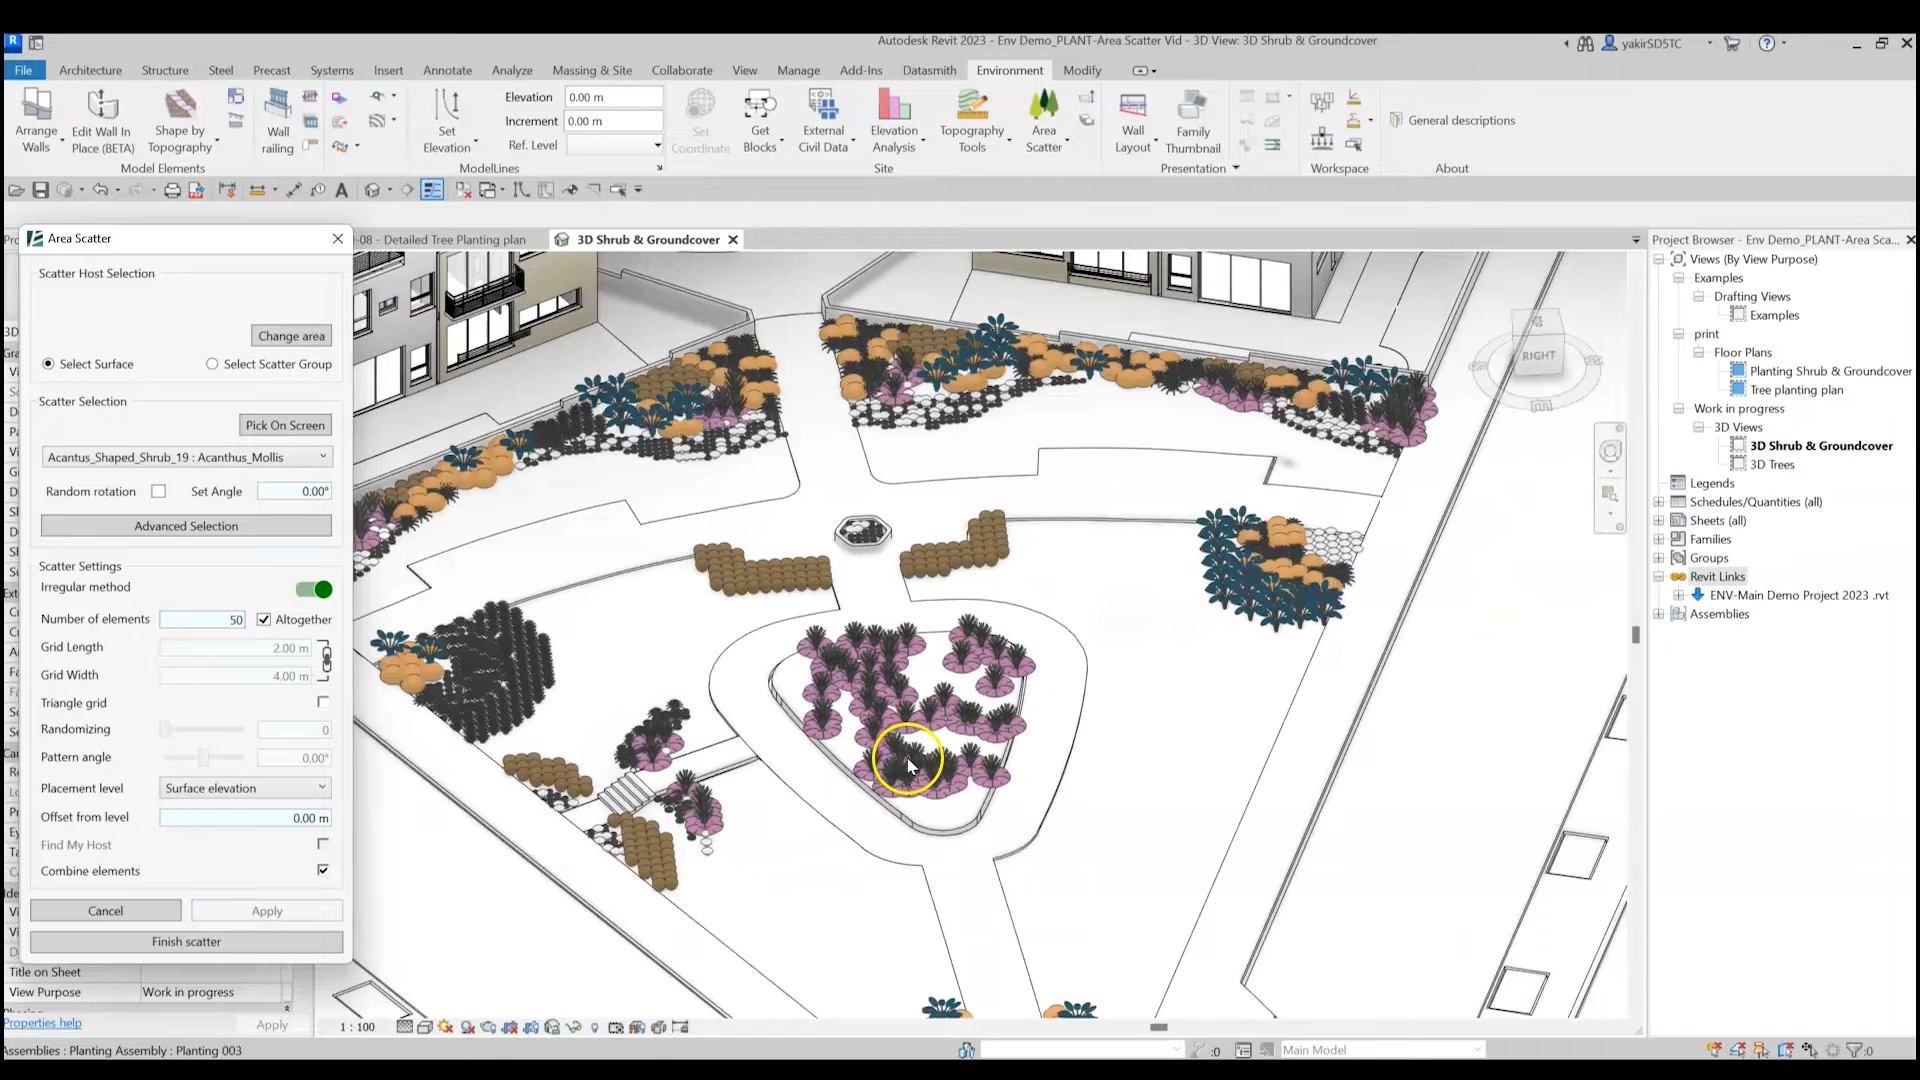 R
Autodesk Revit 2023 - Env Demo_PLANT-Area Scatter Vid - 3D View: 3D Shrub & Groundcover
yakirSD5TC
File Architecture Structure Steel Precast Systems Insert Annotate Analyze Massing & Site Collaborate View Manage Add-Ins Datasmith Environment Modify
Arrange Walls
Edit Wall In Place (BETA)
Shape by Topography
Wall railing
Set Elevation
Elevation 0.00 m
Increment 0.00 m
Ref. Level
Set Coordinate
Get Blocks
External Civil Data
Elevation Analysis
Topography Tools
Area Scatter
Wall Layout
Family Thumbnail
General descriptions
Model Elements
ModelLines
Site
Presentation
Workspace
About
Area Scatter
-08 - Detailed Tree Planting plan
3D Shrub & Groundcover
Scatter Host Selection
Change area
Select Surface
Select Scatter Group
Scatter Selection
Pick On Screen
Acantus_Shaped_Shrub_19 : Acanthus_Mollis
Random rotation
Set Angle 0.00°
Advanced Selection
Scatter Settings
Irregular method
Number of elements 50 Altogether
Grid Length 2.00 m
Grid Width 4.00 m
Triangle grid
Randomizing 0
Pattern angle 0.00°
Placement level Surface elevation
Offset from level 0.00 m
Find My Host
Combine elements
Cancel
Apply
Finish scatter
Title on Sheet
View Purpose Work in progress
Properties help
Apply
RIGHT
Project Browser - Env Demo_PLANT-Area Sca...
Views (By View Purpose)
Examples
Drafting Views
Examples
print
Floor Plans
Planting Shrub & Groundcover
Tree planting plan
Work in progress
3D Views
3D Shrub & Groundcover
3D Trees
Legends
Schedules/Quantities (all)
Sheets (all)
Families
Groups
Revit Links
ENV-Main Demo Project 2023 .rvt
Assemblies
1 : 100
Assemblies : Planting Assembly : Planting 003
:0
Main Model
:0